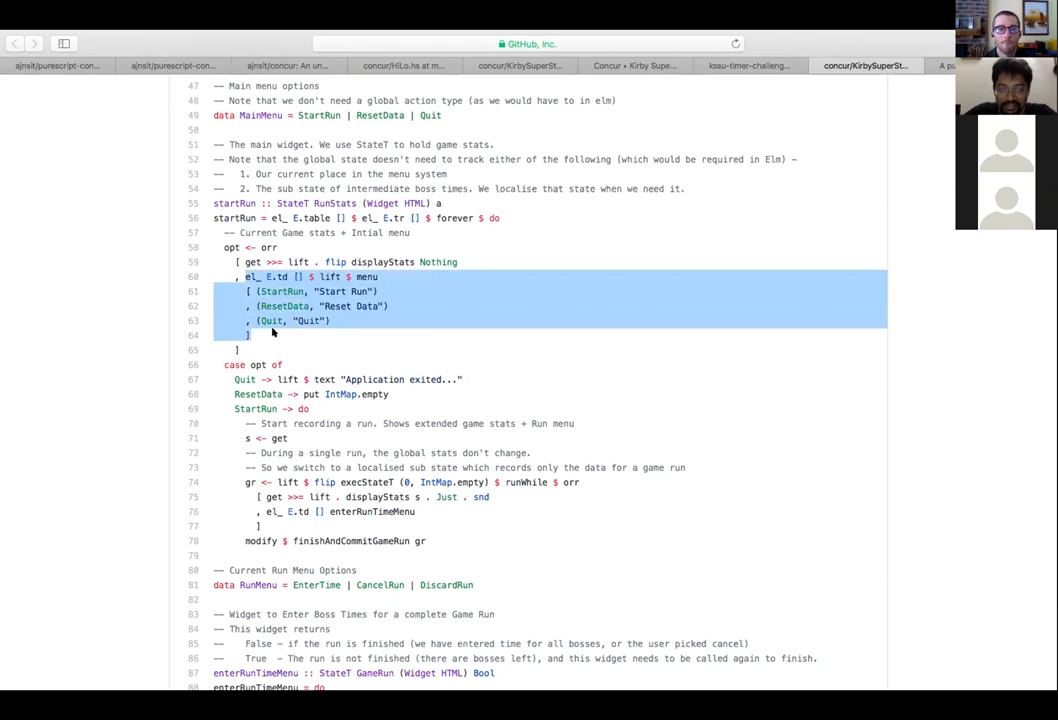 GitHub, Inc.
ajnsit/purescript-con...
ajnsit/purescript-con...
ajnsit/concur: An un...
concur/HiLo.hs at m...
concur/KirbySuperSt...
Concur • Kirby Supe...
kssu-timer-challeng...
concur/KirbySuperSt...
A pu
47 -- Main menu options
48 -- Note that we don't need a global action type (as we would have to in elm)
49 data MainMenu = StartRun | ResetData | Quit
50
51 -- The main widget. We use StateT to hold game stats.
52 -- Note that the global state doesn't need to track either of the following (which would be required in Elm) -
53 --   1. Our current place in the menu system
54 --   2. The sub state of intermediate boss times. We localise that state when we need it.
55 startRun :: StateT RunStats (Widget HTML) a
56 startRun = el_ E.table [] $ el_ E.tr [] $ forever $ do
57   -- Current Game stats + Intial menu
58   opt <- orr
59     [ get >>= lift . flip displayStats Nothing
60     , el_ E.td [] $ lift $ menu
61       [ (StartRun, "Start Run")
62       , (ResetData, "Reset Data")
63       , (Quit, "Quit")
64       ]
65     ]
66   case opt of
67     Quit -> lift $ text "Application exited..."
68     ResetData -> put IntMap.empty
69     StartRun -> do
70       -- Start recording a run. Shows extended game stats + Run menu
71       s <- get
72       -- During a single run, the global stats don't change.
73       -- So we switch to a localised sub state which records only the data for a game run
74       gr <- lift $ flip execStateT (0, IntMap.empty) $ runWhile $ orr
75         [ get >>= lift . displayStats s . Just . snd
76         , el_ E.td [] enterRunTimeMenu
77         ]
78       modify $ finishAndCommitGameRun gr
79
80 -- Current Run Menu Options
81 data RunMenu = EnterTime | CancelRun | DiscardRun
82
83 -- Widget to Enter Boss Times for a complete Game Run
84 -- This widget returns
85 --     False - if the run is finished (we have entered time for all bosses, or the user picked cancel)
86 --     True  - The run is not finished (there are bosses left), and this widget needs to be called again to finish.
87 enterRunTimeMenu :: StateT GameRun (Widget HTML) Bool
88 enterRunTimeMenu = do